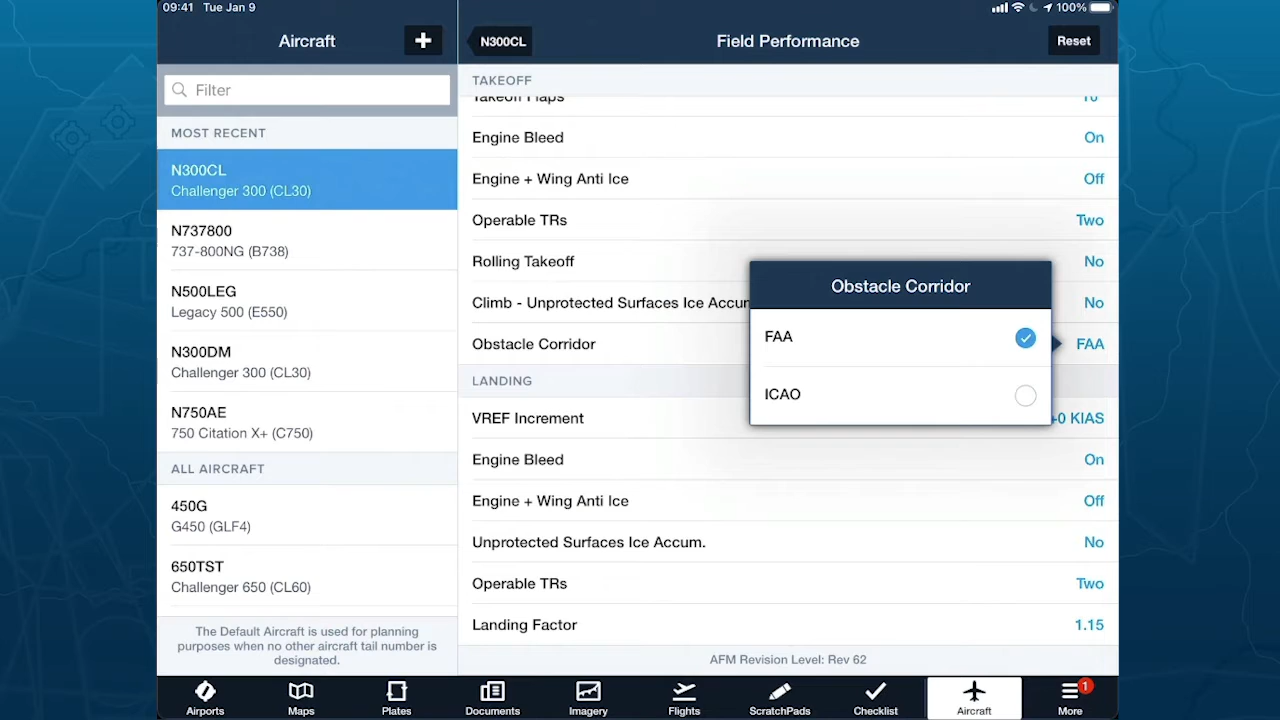 09:41 Tue Jan 9
100%
Aircraft
N300CL
Field Performance
Reset
Filter
MOST RECENT
N300CL
Challenger 300 (CL30)
N737800
737-800NG (B738)
N500LEG
Legacy 500 (E550)
N300DM
Challenger 300 (CL30)
N750AE
750 Citation X+ (C750)
ALL AIRCRAFT
450G
G450 (GLF4)
650TST
Challenger 650 (CL60)
The Default Aircraft is used for planning
purposes when no other aircraft tail number is
designated.
TAKEOFF
Takeoff Flaps 10
Engine Bleed On
Engine + Wing Anti Ice Off
Operable TRs Two
Rolling Takeoff No
Climb - Unprotected Surfaces Ice Accum No
Obstacle Corridor FAA
Obstacle Corridor
FAA
ICAO
LANDING
VREF Increment +0 KIAS
Engine Bleed On
Engine + Wing Anti Ice Off
Unprotected Surfaces Ice Accum. No
Operable TRs Two
Landing Factor 1.15
AFM Revision Level: Rev 62
Airports
Maps
Plates
Documents
Imagery
Flights
ScratchPads
Checklist
Aircraft
1
More